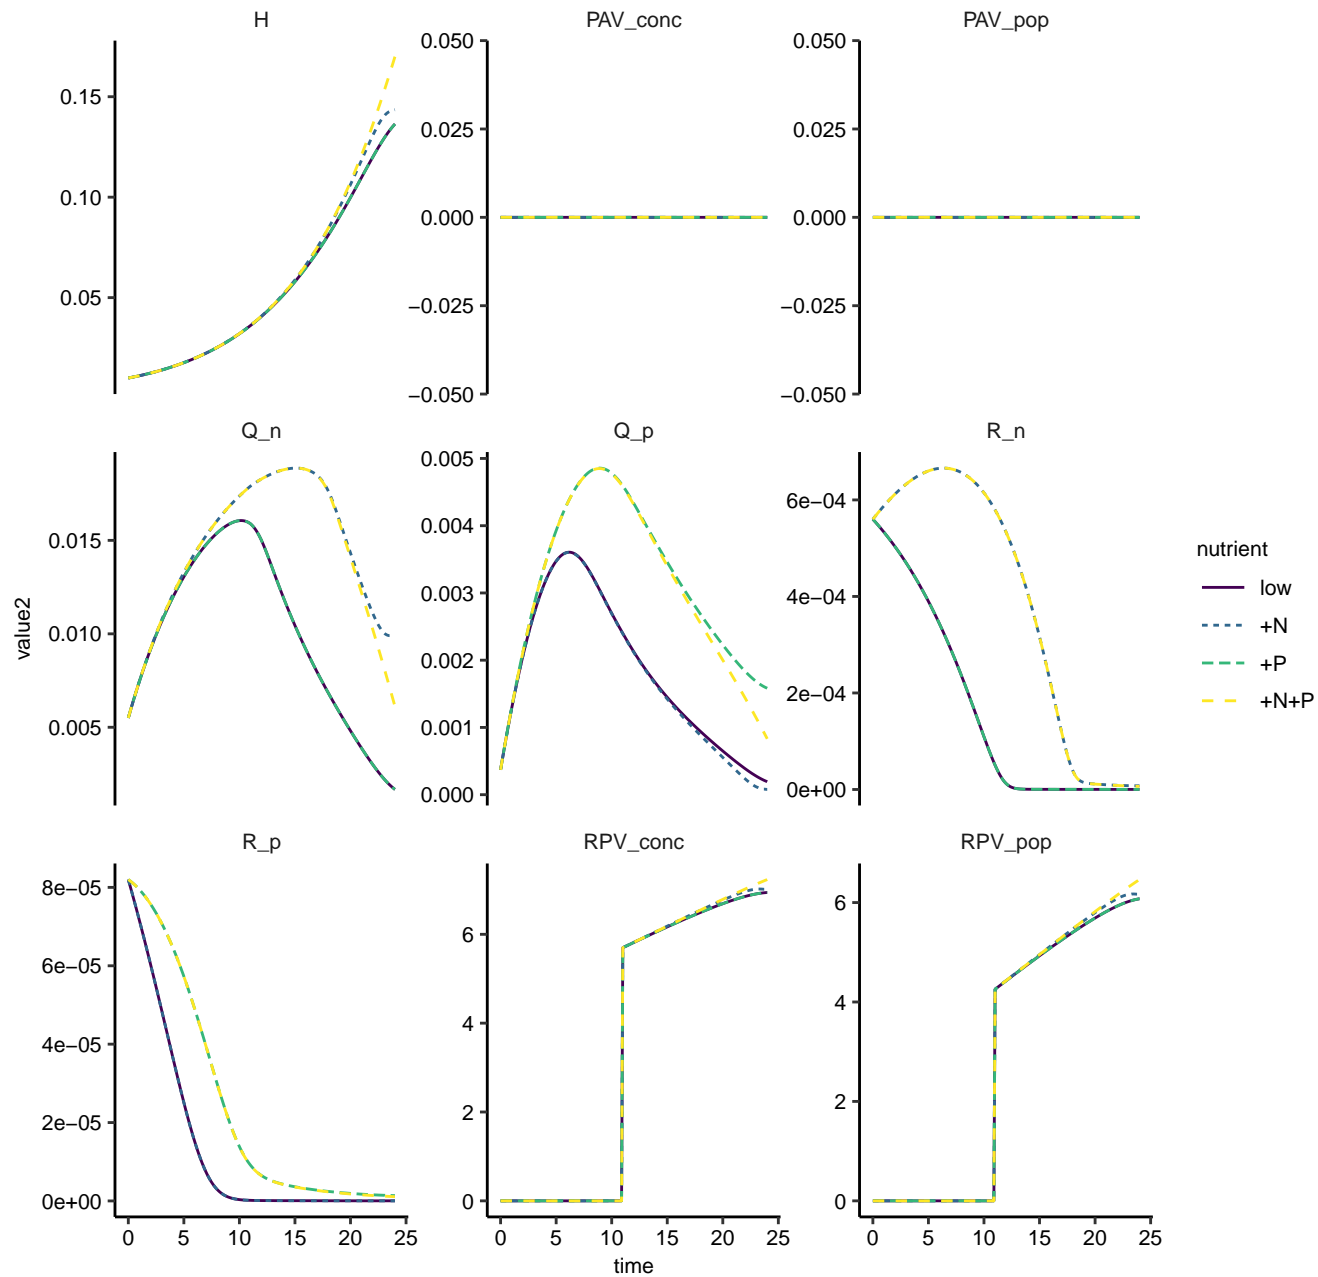 H
PAV_conc
PAV_pop
0.15
0.10
0.05
0.050
0.025
0.000
−0.025
−0.050
0.050
0.025
0.000
−0.025
−0.050
Q_n
Q_p
R_n
0.015
0.010
0.005
0.005
0.004
0.003
0.002
0.001
0.000
6e−04
4e−04
2e−04
0e+00
R_p
RPV_conc
RPV_pop
8e−05
6e−05
4e−05
2e−05
0e+00
6
4
2
0
6
4
2
0
0 5 10 15 20 25
0 5 10 15 20 25
0 5 10 15 20 25
time
value2
nutrient
low
+N
+P
+N+P